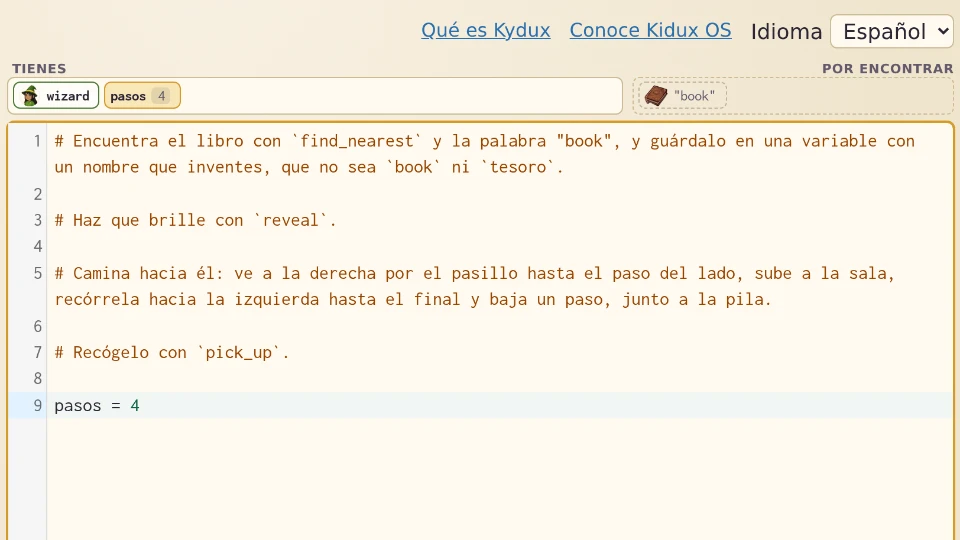 Qué es Kydux Conoce Kidux OS Idioma Español
TIENES POR ENCONTRAR
wizard pasos 4 "book"
1 # Encuentra el libro con `find_nearest` y la palabra "book", y guárdalo en una variable con
un nombre que inventes, que no sea `book` ni `tesoro`.
2
3 # Haz que brille con `reveal`.
4
5 # Camina hacia él: ve a la derecha por el pasillo hasta el paso del lado, sube a la sala,
recórrela hacia la izquierda hasta el final y baja un paso, junto a la pila.
6
7 # Recógelo con `pick_up`.
8
9 pasos = 4